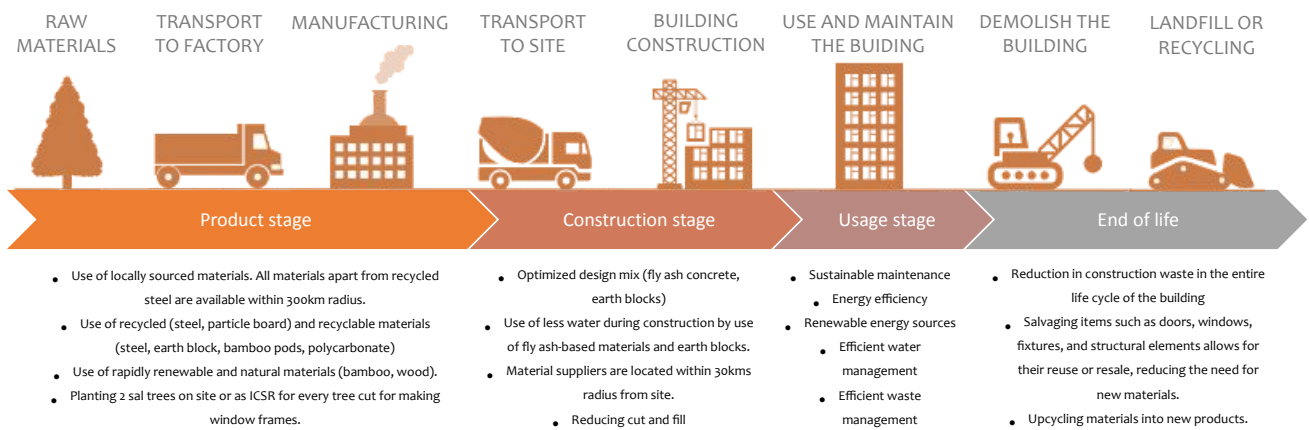 RAW
MATERIALS
TRANSPORT
TO FACTORY
MANUFACTURING
TRANSPORT
TO SITE
BUILDING
CONSTRUCTION
USE AND MAINTAIN
THE BUIDING
DEMOLISH THE
BUILDING
LANDFILL OR
RECYCLING
Product stage
Construction stage
Usage stage
End of life
• Use of locally sourced materials. All materials apart from recycled
steel are available within 300km radius.
• Use of recycled (steel, particle board) and recyclable materials
(steel, earth block, bamboo pods, polycarbonate)
• Use of rapidly renewable and natural materials (bamboo, wood).
• Planting 2 sal trees on site or as ICSR for every tree cut for making
window frames.
• Optimized design mix (fly ash concrete,
earth blocks)
• Use of less water during construction by use
of fly ash-based materials and earth blocks.
• Material suppliers are located within 30kms
radius from site.
• Reducing cut and fill
• Sustainable maintenance
• Energy efficiency
• Renewable energy sources
• Efficient water
management
• Efficient waste
management
• Reduction in construction waste in the entire
life cycle of the building
• Salvaging items such as doors, windows,
fixtures, and structural elements allows for
their reuse or resale, reducing the need for
new materials.
• Upcycling materials into new products.